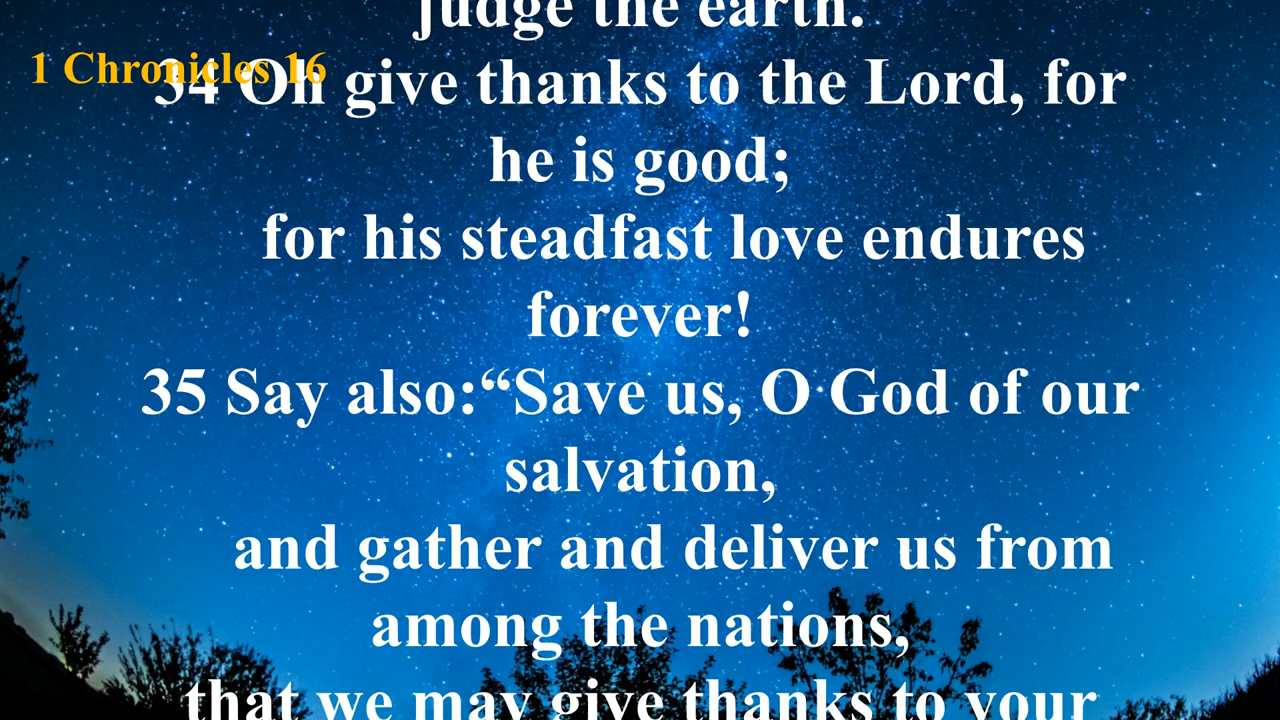 judge the earth.
1 Chronicles 16
34 Oh give thanks to the Lord, for
he is good;
for his steadfast love endures
forever!
35 Say also:“Save us, O God of our
salvation,
and gather and deliver us from
among the nations,
that we may give thanks to your